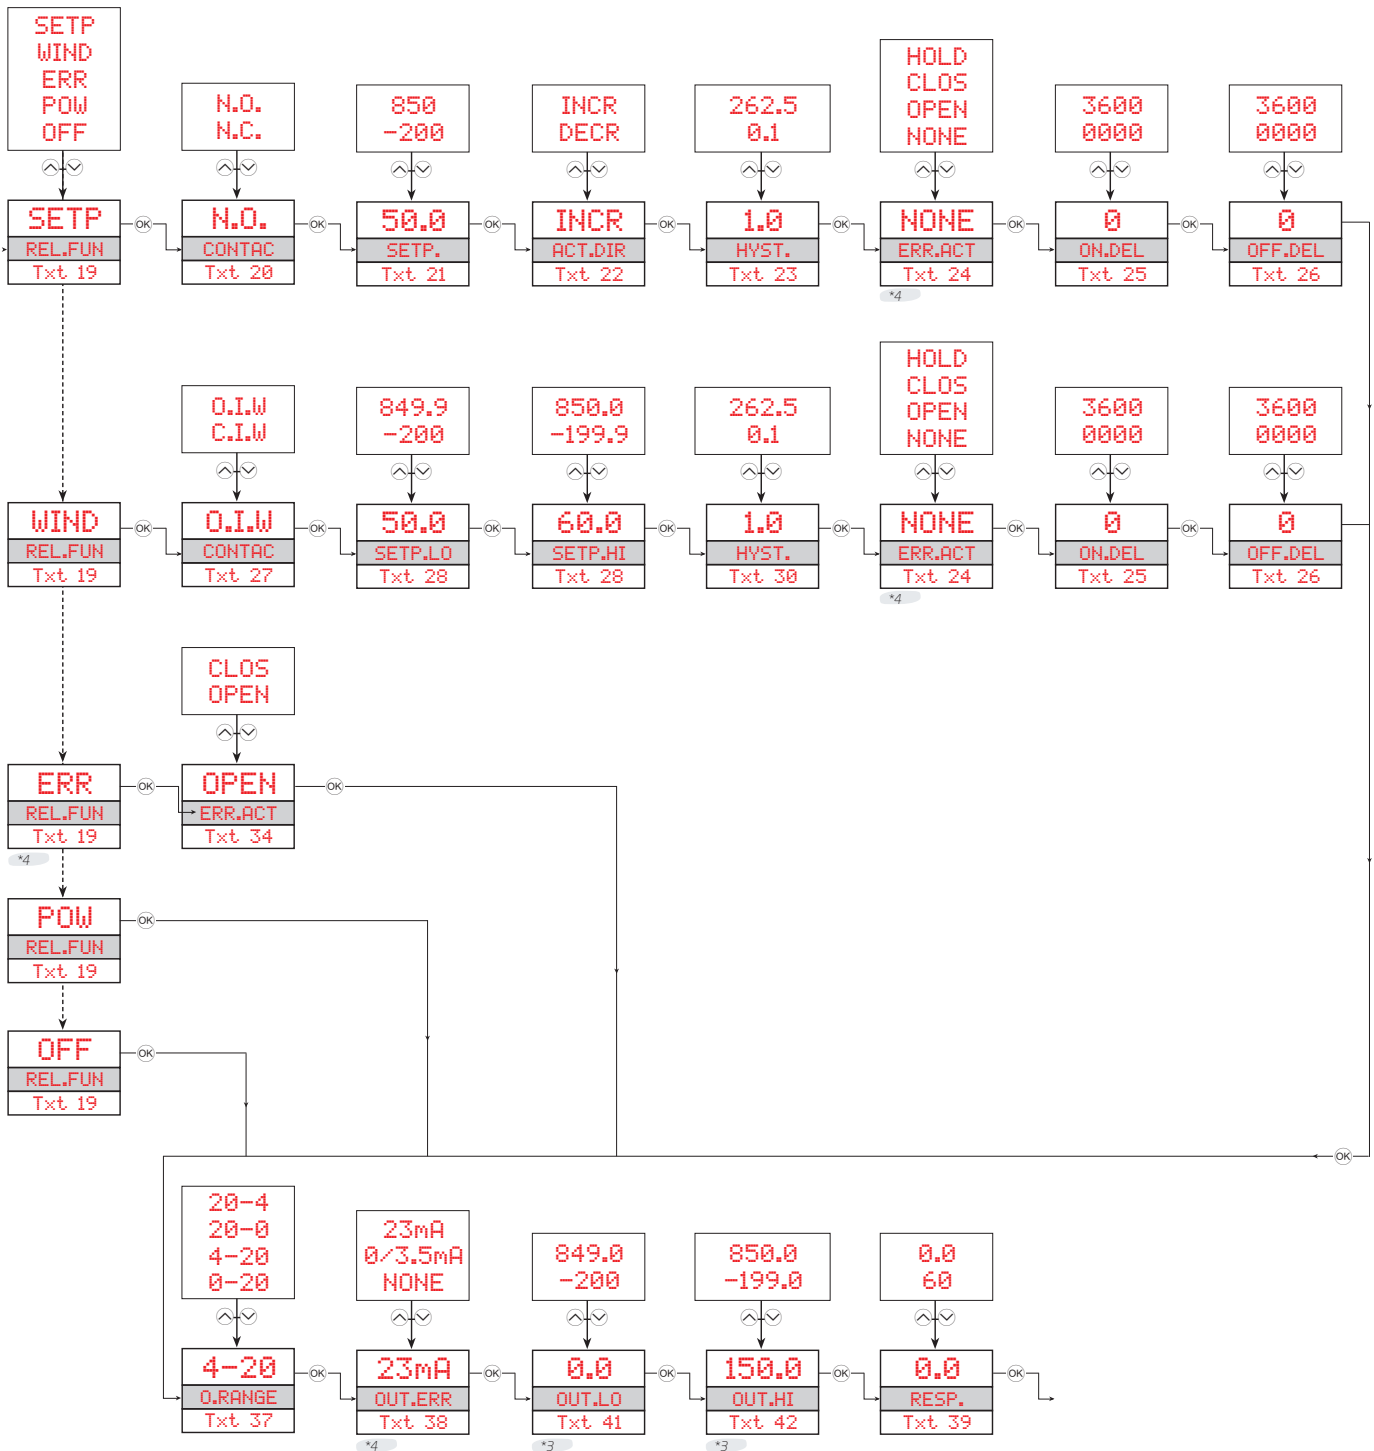 SETP
WIND
ERR
POW
OFF
N.O.
N.C.
850
-200
INCR
DECR
262.5
0.1
HOLD
CLOS
OPEN
NONE
3600
0000
3600
0000
SETP
REL.FUN
Txt 19
OK
N.O.
CONTAC
Txt 20
OK
50.0
SETP.
Txt 21
OK
INCR
ACT.DIR
Txt 22
OK
1.0
HYST.
Txt 23
OK
NONE
ERR.ACT
Txt 24
*4
OK
0
ON.DEL
Txt 25
OK
0
OFF.DEL
Txt 26
O.I.W
C.I.W
849.9
-200
850.0
-199.9
262.5
0.1
HOLD
CLOS
OPEN
NONE
3600
0000
3600
0000
WIND
REL.FUN
Txt 19
OK
O.I.W
CONTAC
Txt 27
OK
50.0
SETP.LO
Txt 28
OK
60.0
SETP.HI
Txt 28
OK
1.0
HYST.
Txt 30
OK
NONE
ERR.ACT
Txt 24
*4
OK
0
ON.DEL
Txt 25
OK
0
OFF.DEL
Txt 26
CLOS
OPEN
ERR
REL.FUN
Txt 19
*4
OK
OPEN
ERR.ACT
Txt 34
OK
POW
REL.FUN
Txt 19
OK
OFF
REL.FUN
Txt 19
OK
OK
20-4
20-0
4-20
0-20
23mA
0/3.5mA
NONE
849.0
-200
850.0
-199.0
0.0
60
4-20
O.RANGE
Txt 37
OK
23mA
OUT.ERR
Txt 38
*4
OK
0.0
OUT.LO
Txt 41
*3
OK
150.0
OUT.HI
Txt 42
*3
OK
0.0
RESP.
Txt 39
OK